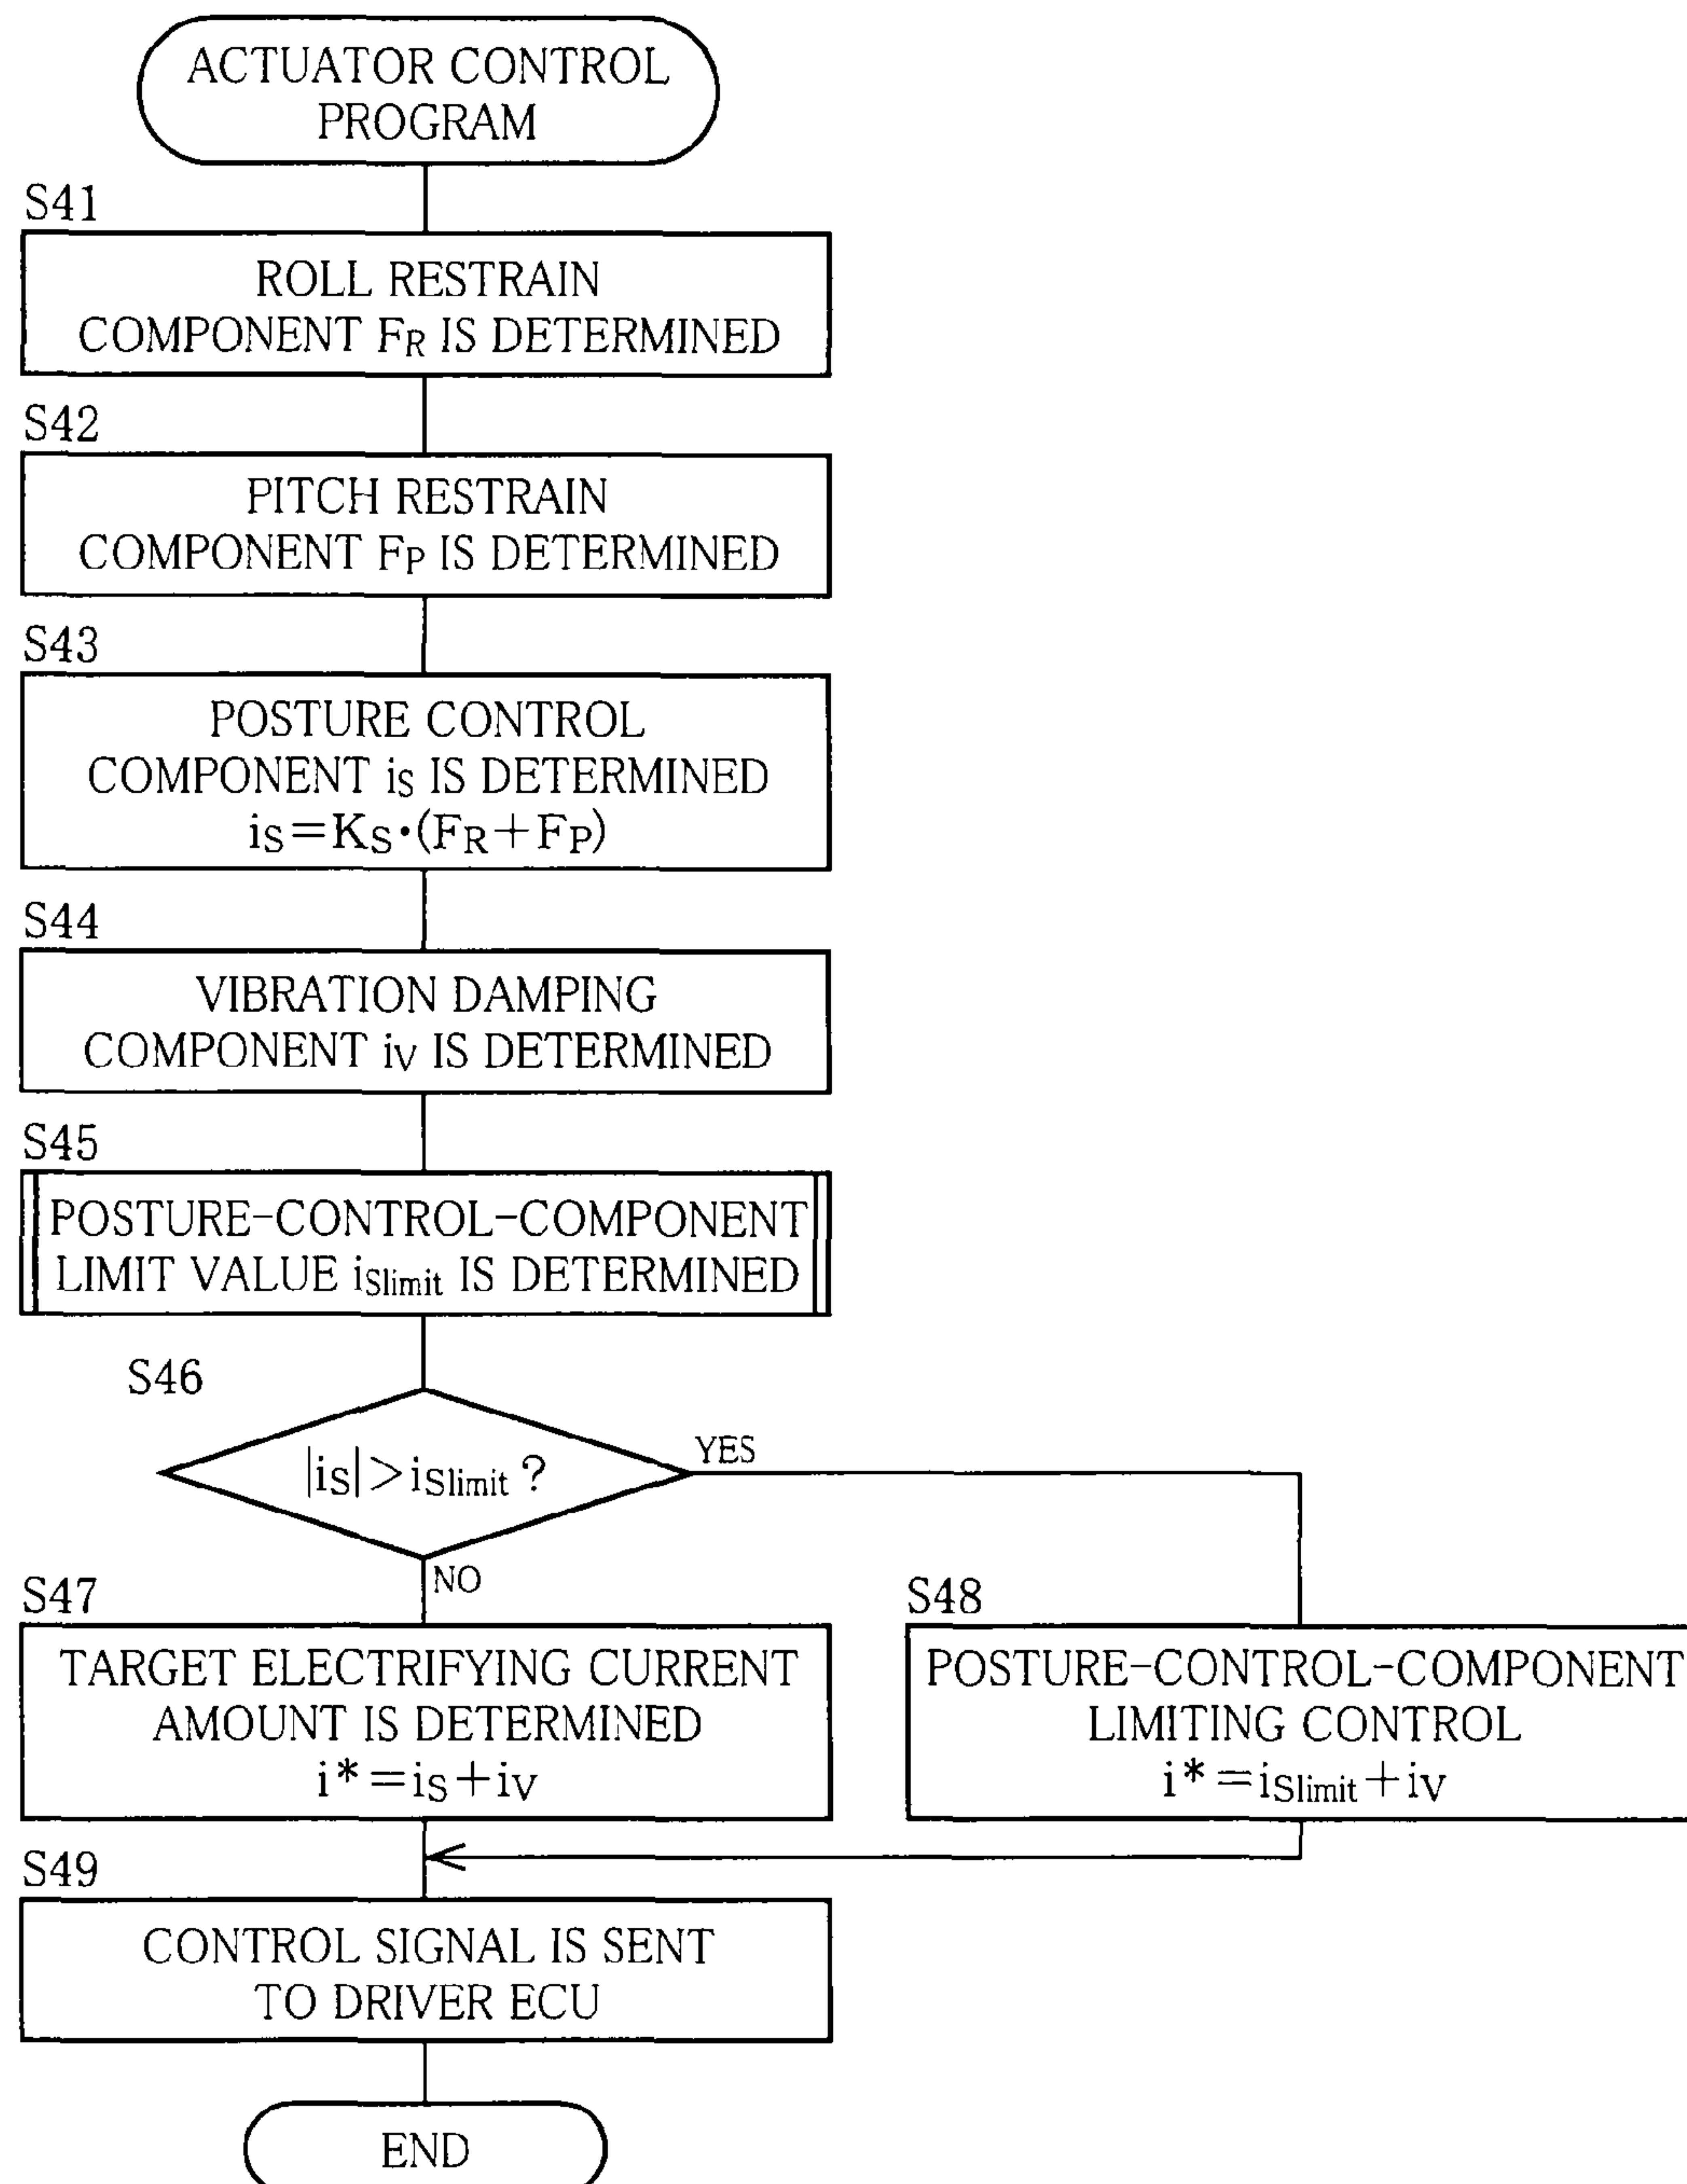 ACTUATOR CONTROL
PROGRAM
S41
ROLL RESTRAIN
COMPONENT FR IS DETERMINED
S42
PITCH RESTRAIN
COMPONENT FP IS DETERMINED
S43
POSTURE CONTROL
COMPONENT iS IS DETERMINED
iS=KS·(FR+FP)
S44
VIBRATION DAMPING
COMPONENT iV IS DETERMINED
S45
POSTURE-CONTROL-COMPONENT
LIMIT VALUE iSlimit IS DETERMINED
S46
|iS|>iSlimit ?
YES
NO
S47
TARGET ELECTRIFYING CURRENT
AMOUNT IS DETERMINED
i*=iS+iV
S48
POSTURE-CONTROL-COMPONENT
LIMITING CONTROL
i*=iSlimit+iV
S49
CONTROL SIGNAL IS SENT
TO DRIVER ECU
END